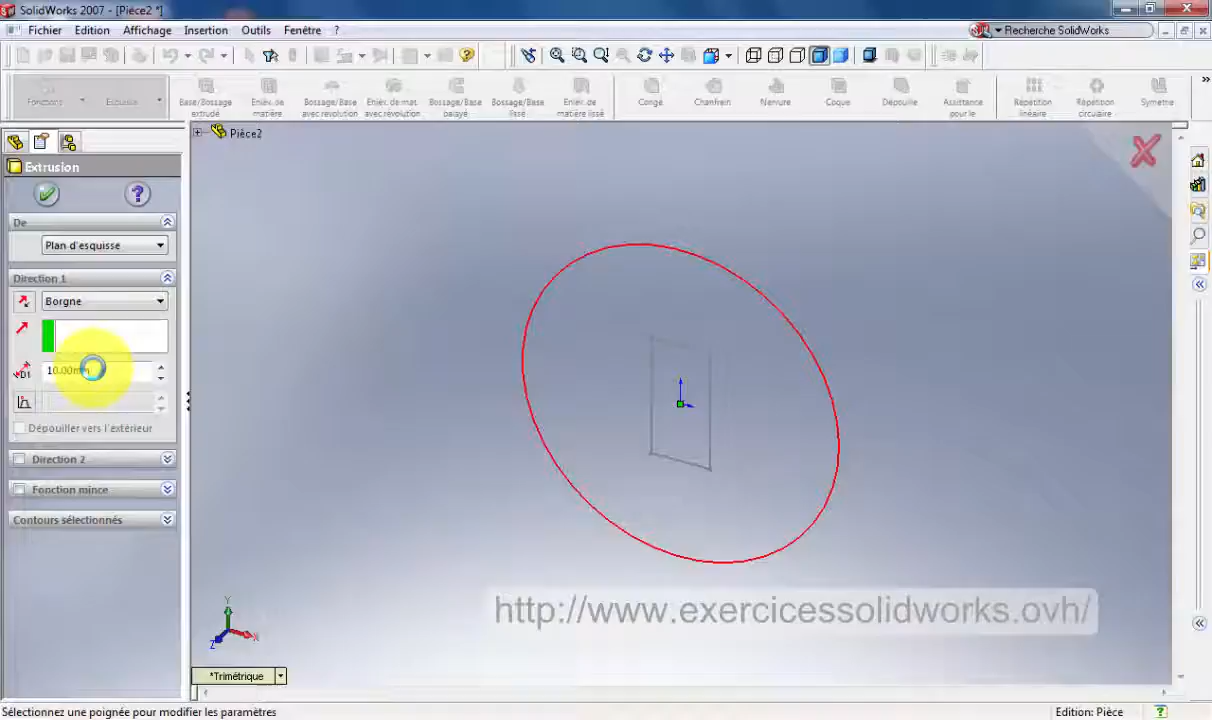 SolidWorks 2007 - [Pièce2 *]
Fichier Edition Affichage Insertion Outils Fenêtre ?
Recherche SolidWorks
Fonctions Esquisse Base/Bossage extrudé Enlèv. de matière Bossage/Base avec révolution Enlèv. de mat. avec révolution Bossage/Base balayé Bossage/Base lissé Enlèv. de matière lissé Congé Chanfrein Nervure Coque Dépouille Assistance pour le Répétition linéaire Répétition circulaire Symétrie
Pièce2
Extrusion
De
Plan d'esquisse
Direction 1
Borgne
D1 10.00mm
Dépouiller vers l'extérieur
Direction 2
Fonction mince
Contours sélectionnés
http://www.exercicessolidworks.ovh/
Y
X
Z
*Trimétrique
Sélectionnez une poignée pour modifier les paramètres
Edition: Pièce